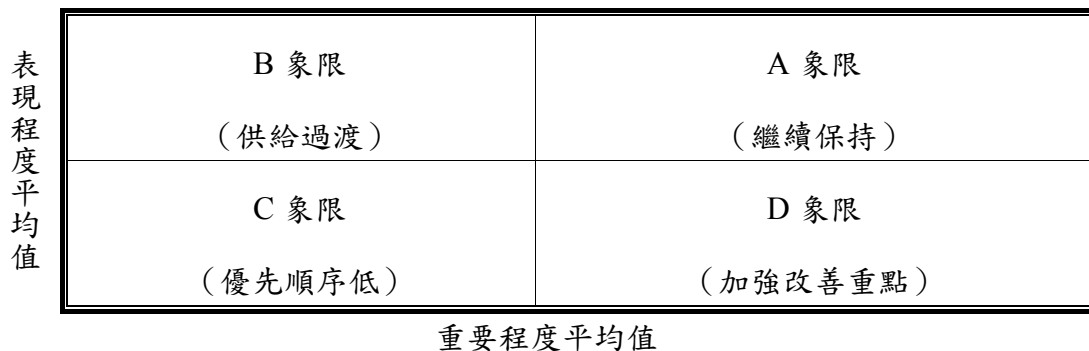 表現程度平均值
B 象限
A 象限
（供給過渡）
（繼續保持）
C 象限
D 象限
（優先順序低）
（加強改善重點）
重要程度平均值